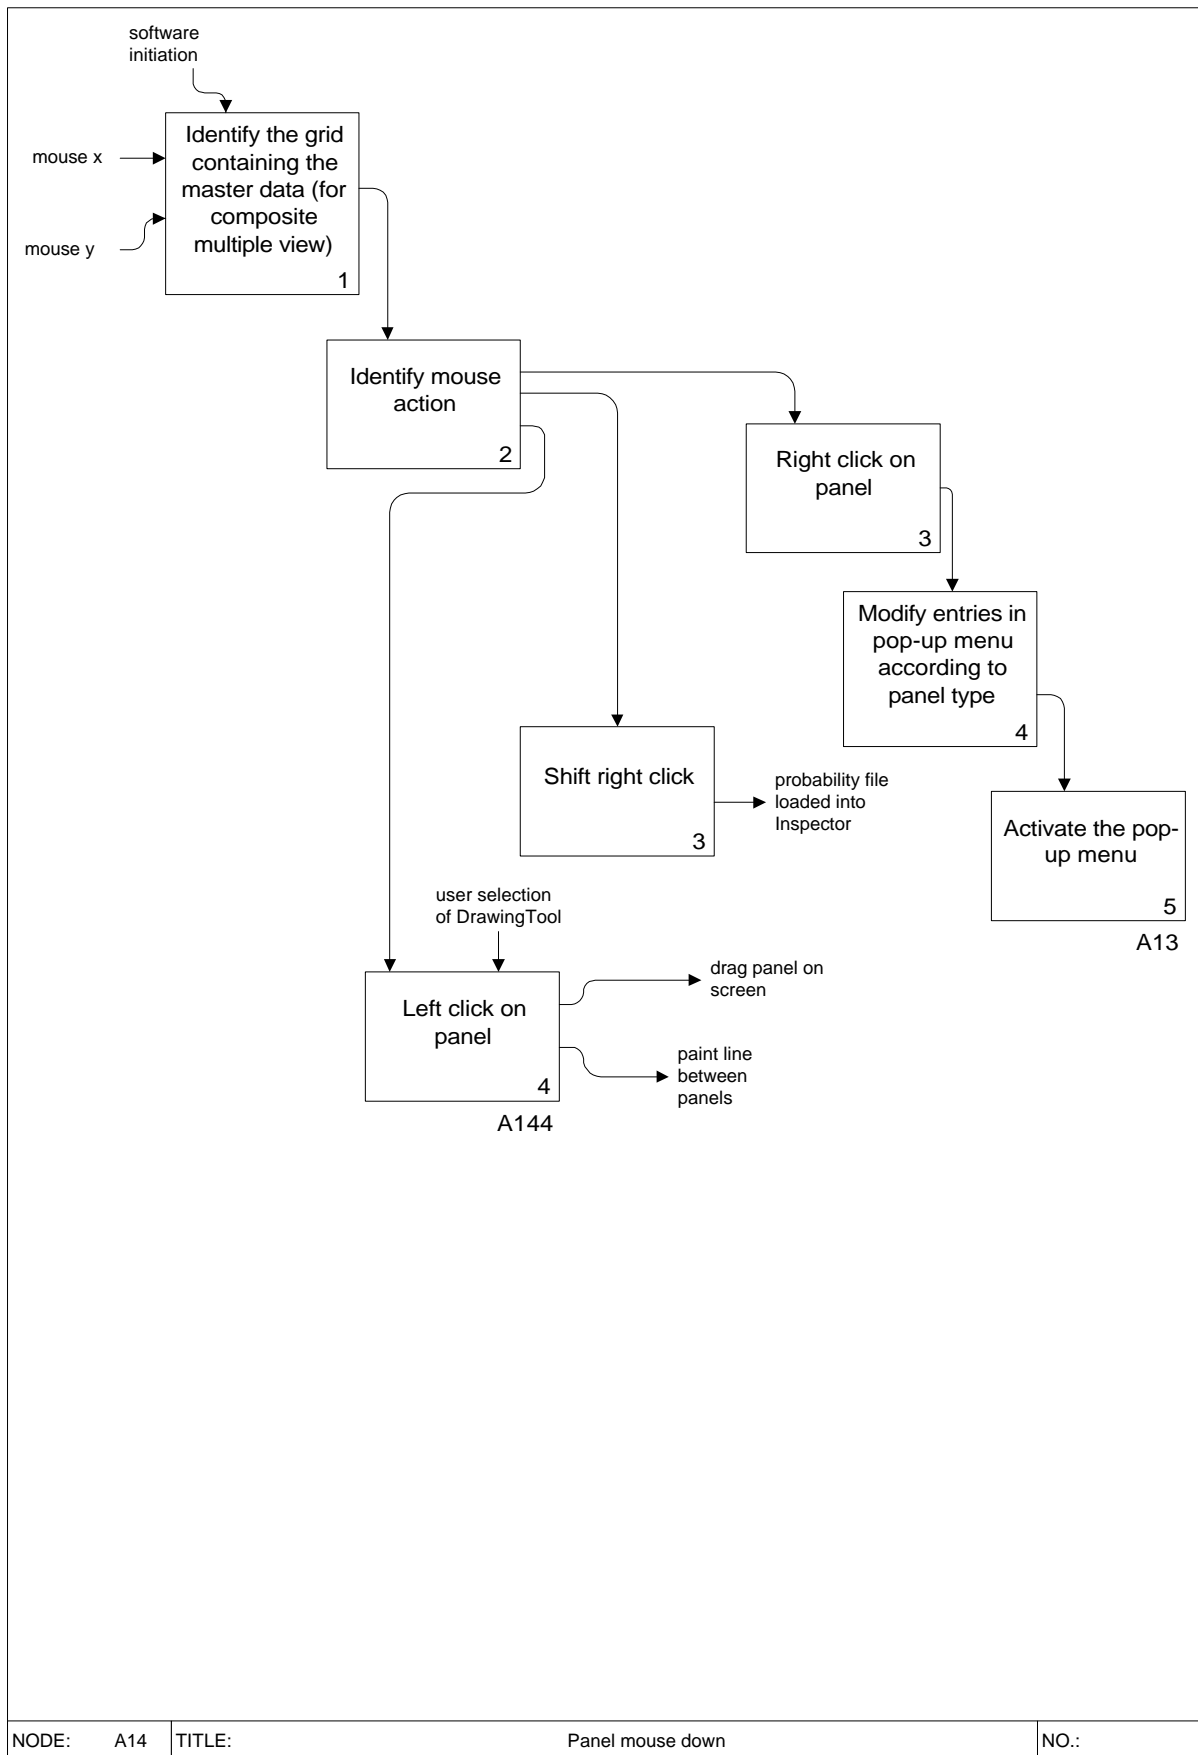 software
initiation
mouse x
mouse y
Identify the grid
containing the
master data (for
composite
multiple view)
1
Identify mouse
action
2
Right click on
panel
3
Modify entries in
pop-up menu
according to
panel type
4
Shift right click
3
probability file
loaded into
Inspector
Activate the pop-
up menu
5
A13
user selection
of DrawingTool
Left click on
panel
4
A144
drag panel on
screen
paint line
between
panels
NODE: A14 TITLE: Panel mouse down NO.: